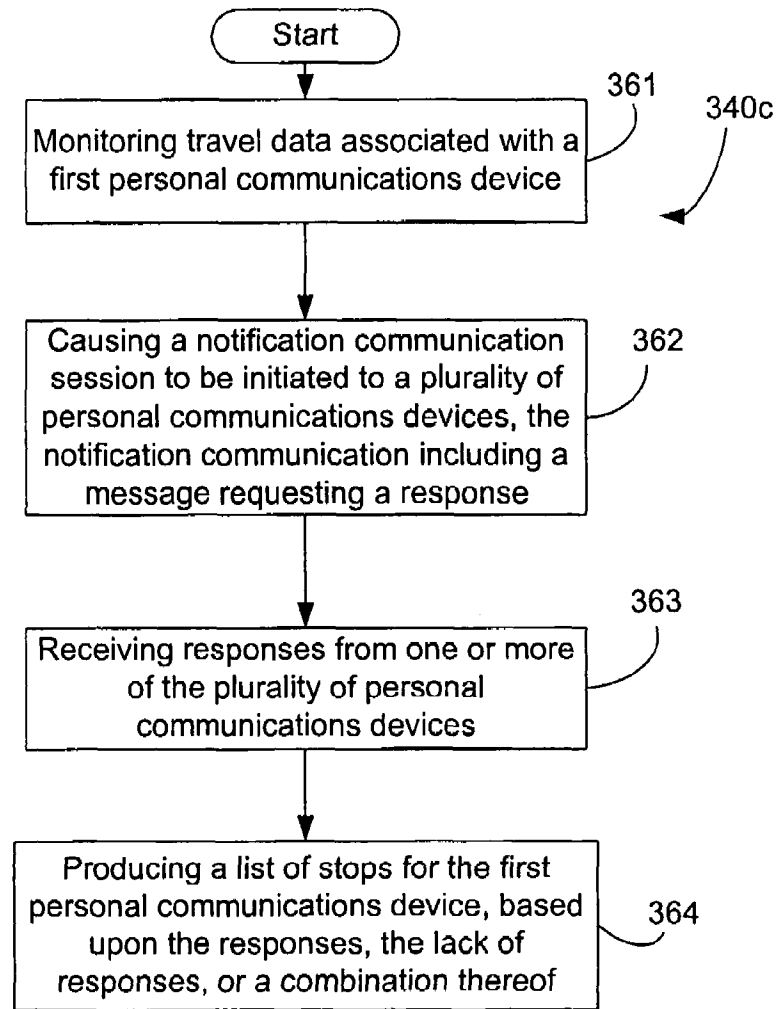 Start
361
340c
Monitoring travel data associated with a
first personal communications device
362
Causing a notification communication
session to be initiated to a plurality of
personal communications devices, the
notification communication including a
message requesting a response
363
Receiving responses from one or more
of the plurality of personal
communications devices
Producing a list of stops for the first
personal communications device, based
upon the responses, the lack of
responses, or a combination thereof
364